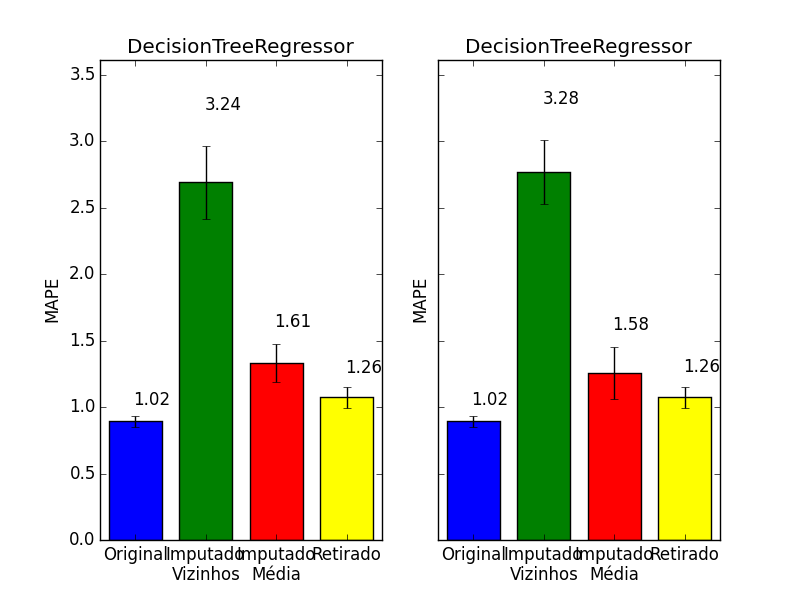 DecisionTreeRegressor
MAPE
3.5
3.0
2.5
2.0
1.5
1.0
0.5
0.0
1.02
3.24
1.61
1.26
Original Imputado Imputado Retirado
Vizinhos Média
DecisionTreeRegressor
MAPE
1.02
3.28
1.58
1.26
Original Imputado Imputado Retirado
Vizinhos Média